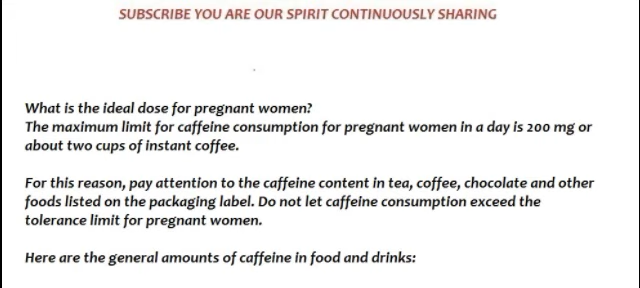 SUBSCRIBE YOU ARE OUR SPIRIT CONTINUOUSLY SHARING
What is the ideal dose for pregnant women?
The maximum limit for caffeine consumption for pregnant women in a day is 200 mg or
about two cups of instant coffee.
For this reason, pay attention to the caffeine content in tea, coffee, chocolate and other
foods listed on the packaging label. Do not let caffeine consumption exceed the
tolerance limit for pregnant women.
Here are the general amounts of caffeine in food and drinks: